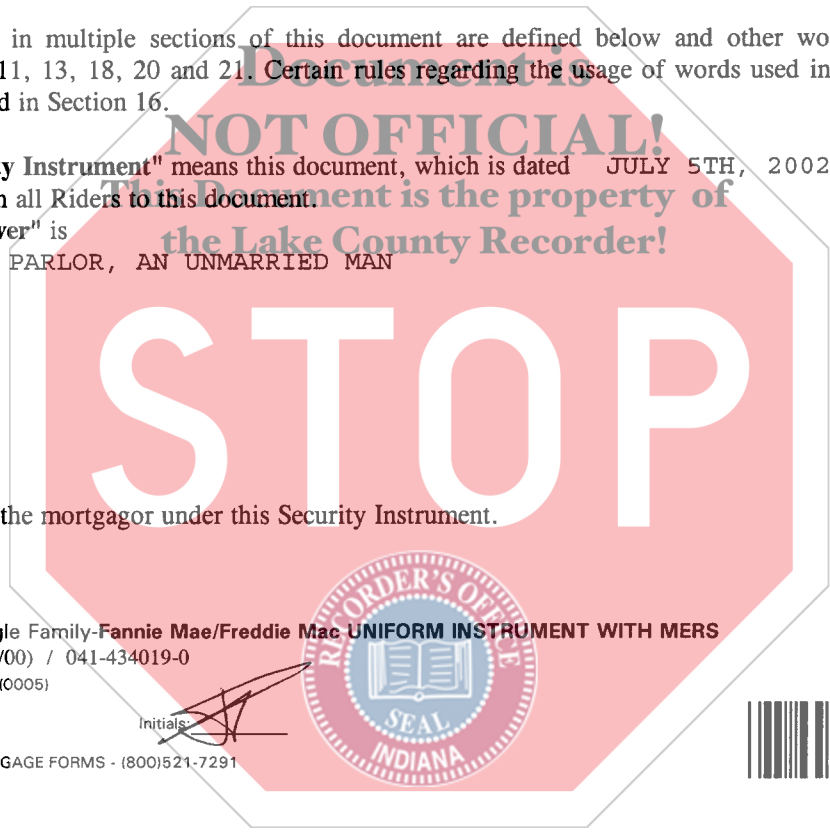 in multiple sections of this document are defined below and other wo
11, 13, 18, 20 and 21. Certain rules regarding the usage of words used in
d in Section 16.
Document is
NOT OFFICIAL!
This Document is the property of
the Lake County Recorder!
y Instrument" means this document, which is dated JULY 5TH, 2002
n all Riders to this document.
ver" is
PARLOR, AN UNMARRIED MAN
STOP
the mortgagor under this Security Instrument.
gle Family-Fannie Mae/Freddie Mac UNIFORM INSTRUMENT WITH MERS
/00) / 041-434019-0
(0005)
Initials:
GAGE FORMS - (800)521-7291
RECORDER'S OFFICE
SEAL
INDIANA